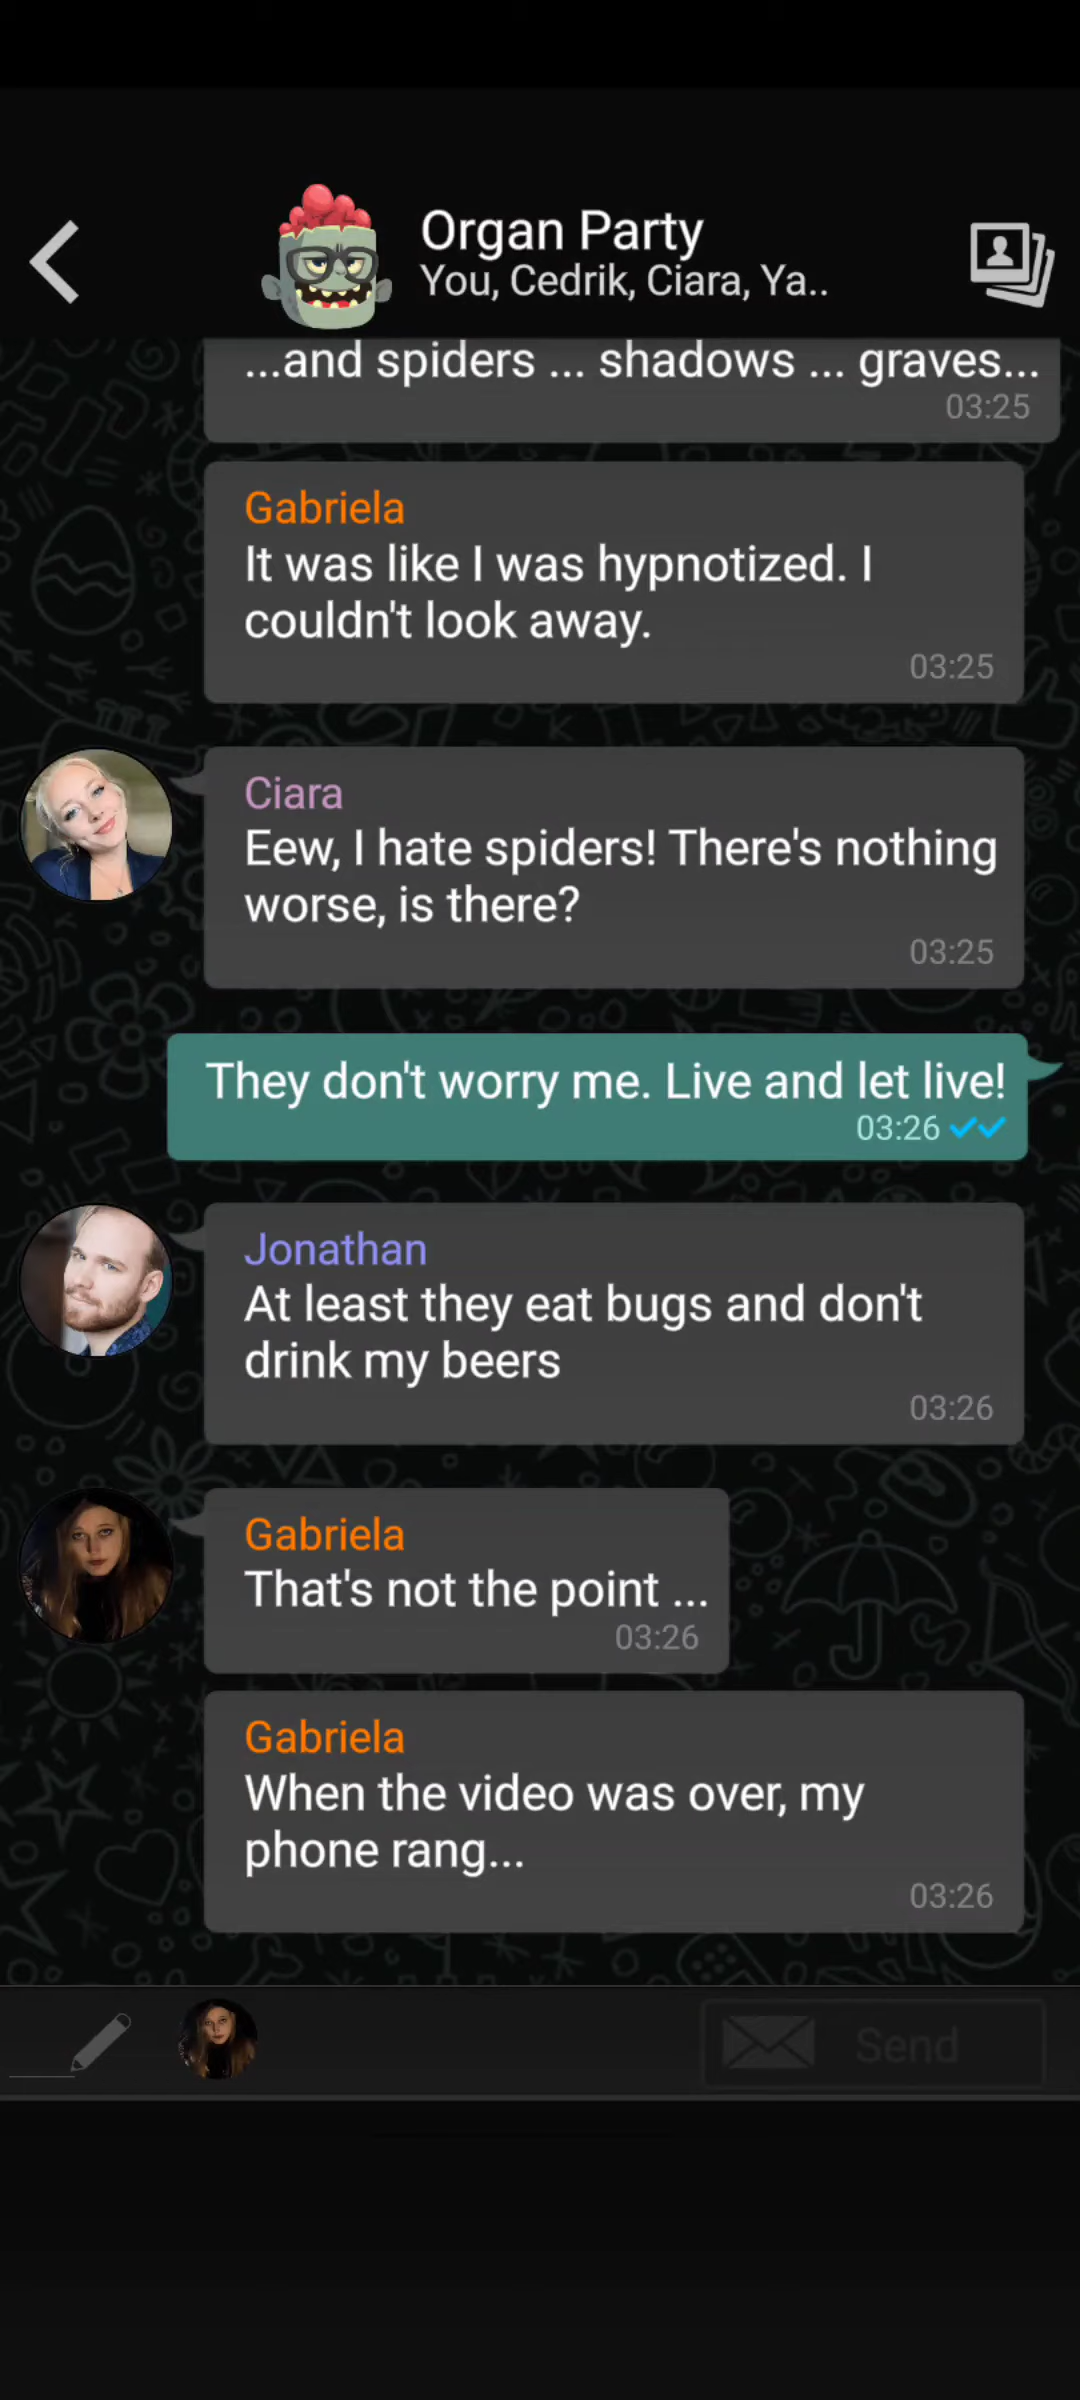 Organ Party
You, Cedrik, Ciara, Ya..
...and spiders ... shadows ... graves...
03:25
Gabriela
It was like I was hypnotized. I
couldn't look away.
03:25
Ciara
Eew, I hate spiders! There's nothing
worse, is there?
03:25
They don't worry me. Live and let live!
03:26
Jonathan
At least they eat bugs and don't
drink my beers
03:26
Gabriela
That's not the point ...
03:26
Gabriela
When the video was over, my
phone rang...
03:26
Send